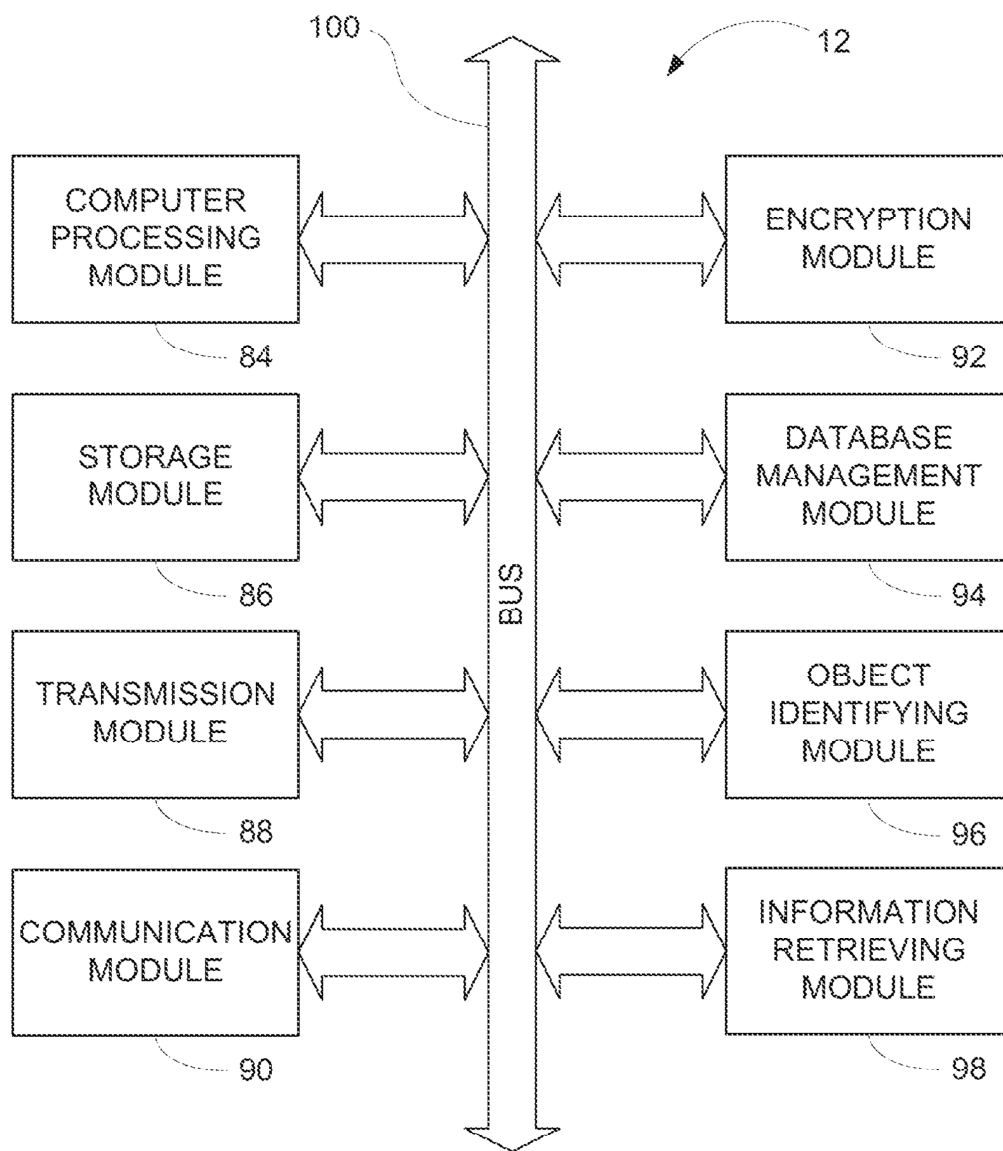 100
12
COMPUTER
PROCESSING
MODULE
84
ENCRYPTION
MODULE
92
STORAGE
MODULE
86
DATABASE
MANAGEMENT
MODULE
94
BUS
TRANSMISSION
MODULE
88
OBJECT
IDENTIFYING
MODULE
96
COMMUNICATION
MODULE
90
INFORMATION
RETRIEVING
MODULE
98